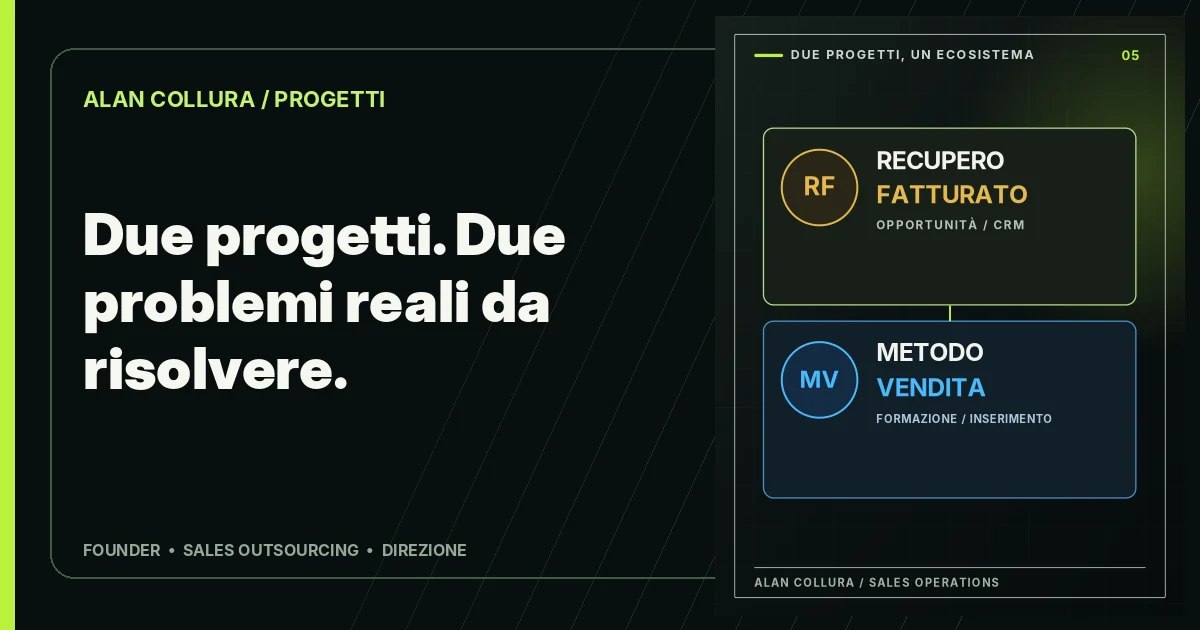 ALAN COLLURA / PROGETTI
Due progetti. Due
problemi reali da
risolvere.
FOUNDER • SALES OUTSOURCING • DIREZIONE
DUE PROGETTI, UN ECOSISTEMA
05
RF
RECUPERO
FATTURATO
OPPORTUNITÀ / CRM
MV
METODO
VENDITA
FORMAZIONE / INSERIMENTO
ALAN COLLURA / SALES OPERATIONS